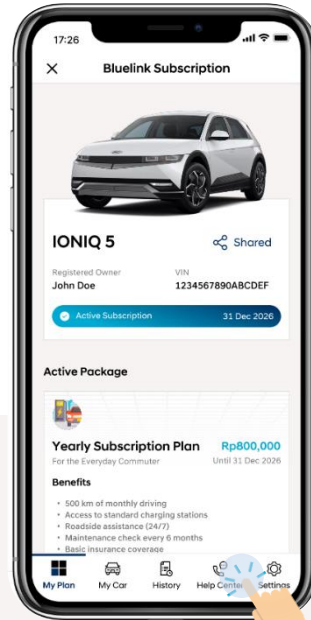 17:26
Bluelink Subscription
IONIQ 5
Shared
Registered Owner
VIN
John Doe
1234567890ABCDEF
Active Subscription
31 Dec 2026
Active Package
Yearly Subscription Plan
Rp800,000
For the Everyday Commuter
Until 31 Dec 2026
Benefits
• 500 km of monthly driving
• Access to standard charging stations
• Roadside assistance (24/7)
• Maintenance check every 6 months
• Basic insurance coverage
My Plan
My Car
History
Help Center
Settings